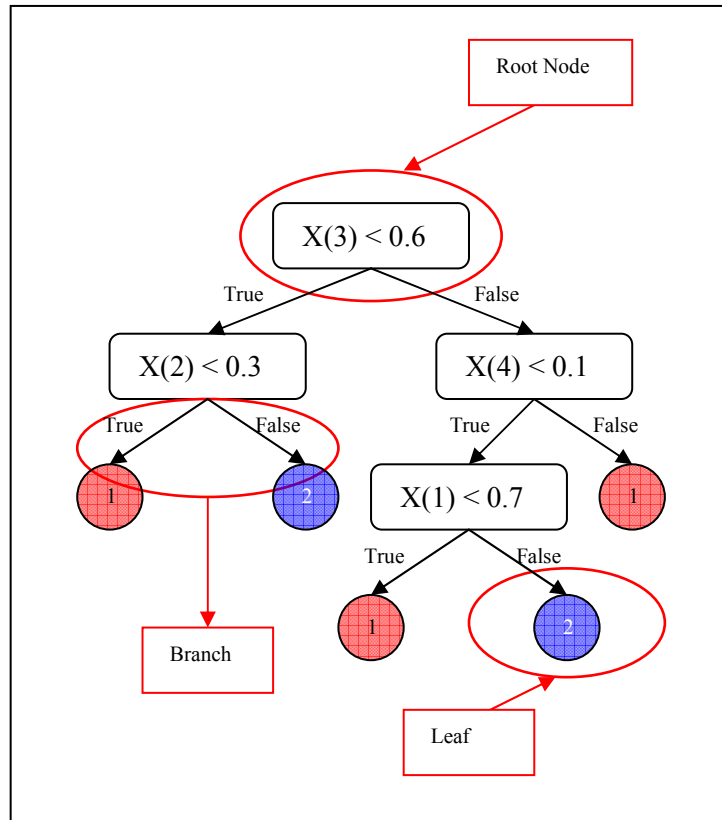 Root Node
X(3) < 0.6
True
False
X(2) < 0.3
X(4) < 0.1
True
False
True
False
1
2
X(1) < 0.7
1
True
False
1
2
Branch
Leaf